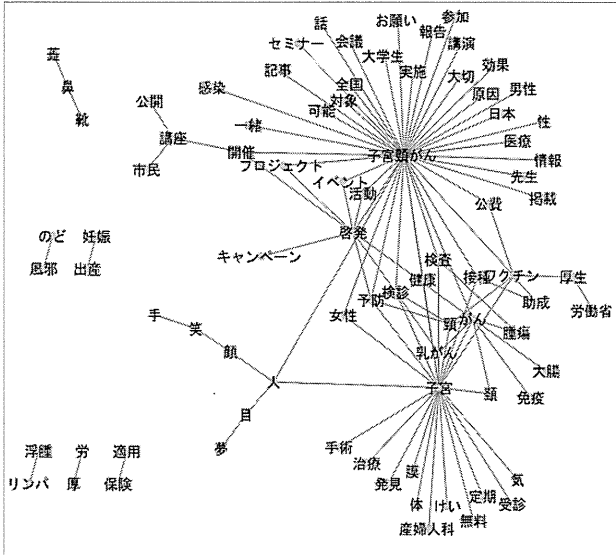 話
お願い
参加
報告
セミナー
会議
大学生
講演
記事
全国
実施
大切
効果
感染
対象
原因
男性
公開
可能
日本
鼻
靴
一緒
性
講座
開催
子宮頸がん
医療
市民
プロジェクト
情報
イベント
先生
活動
掲載
公費
のど
妊娠
啓発
風邪
出産
キャンペーン
検査
健康
接種
ワクチン
厚生
予防
検診
助成
労働省
手
笑
女性
頸
がん
腫瘍
顔
乳がん
大腸
人
子宮
頚
免疫
目
夢
手術
浮腫
労
適用
治療
膜
気
リンパ
厚
保険
発見
定期
体
けい
受診
産婦人科
無料